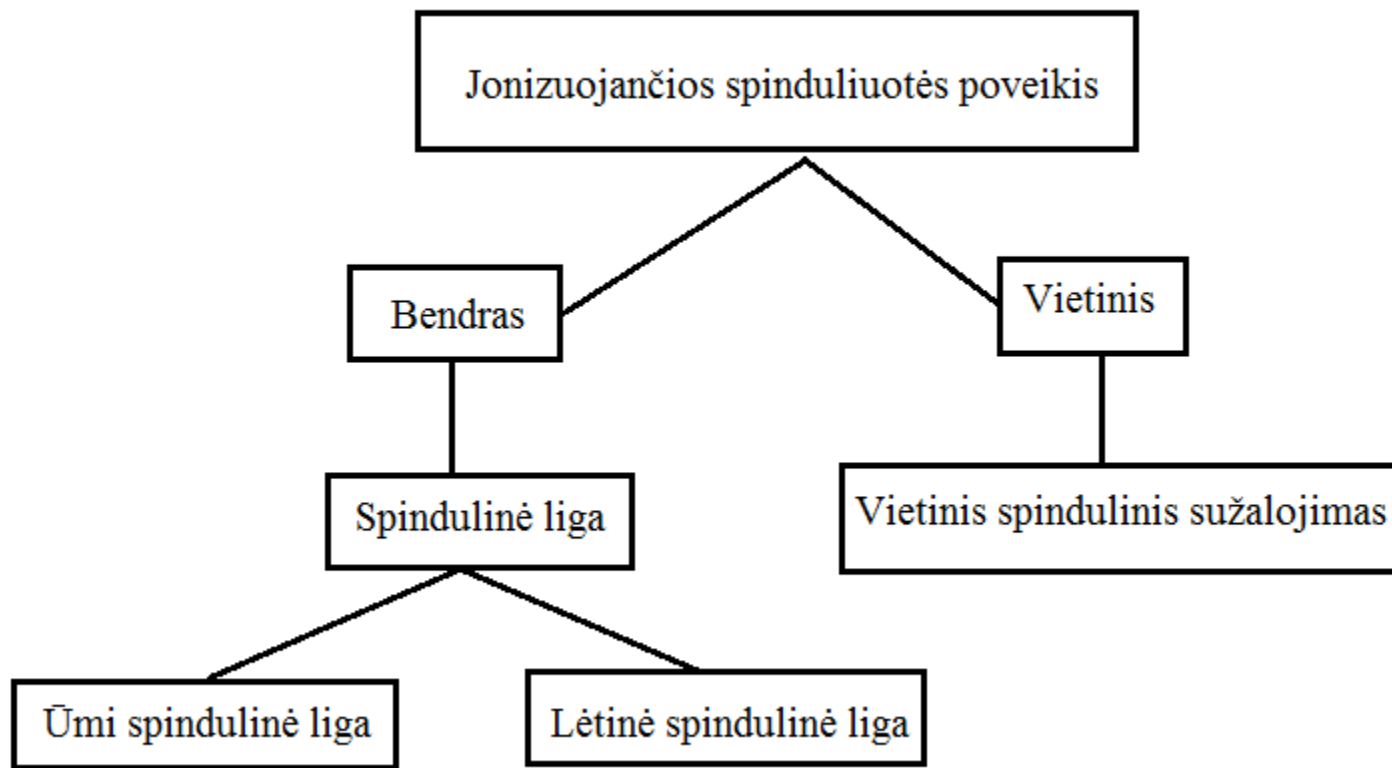 Jonizuojančios spinduliuotės poveikis
Bendras
Vietinis
Spindulinė liga
Vietinis spindulinis sužalojimas
Ūmi spindulinė liga
Lėtinė spindulinė liga